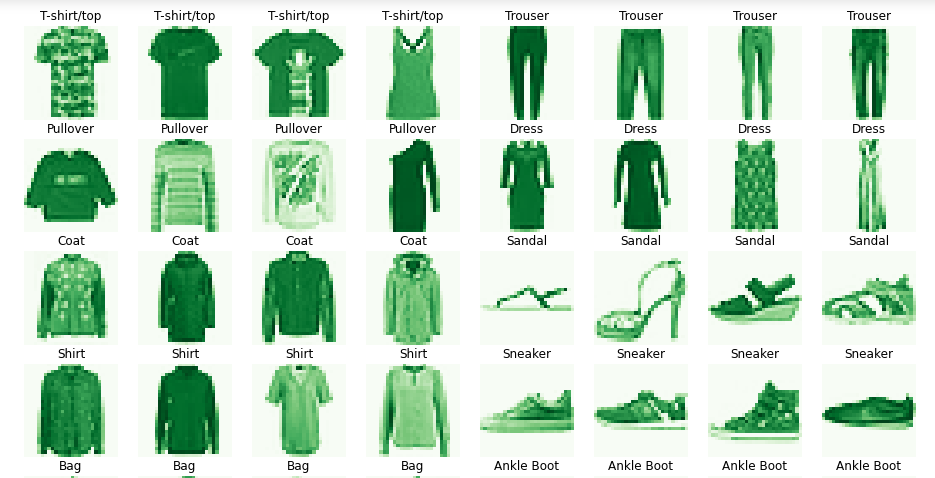 T-shirt/top T-shirt/top T-shirt/top T-shirt/top Trouser Trouser Trouser Trouser
Pullover Pullover Pullover Pullover Dress Dress Dress Dress
Coat Coat Coat Coat Sandal Sandal Sandal Sandal
Shirt Shirt Shirt Shirt Sneaker Sneaker Sneaker Sneaker
Bag Bag Bag Bag Ankle Boot Ankle Boot Ankle Boot Ankle Boot